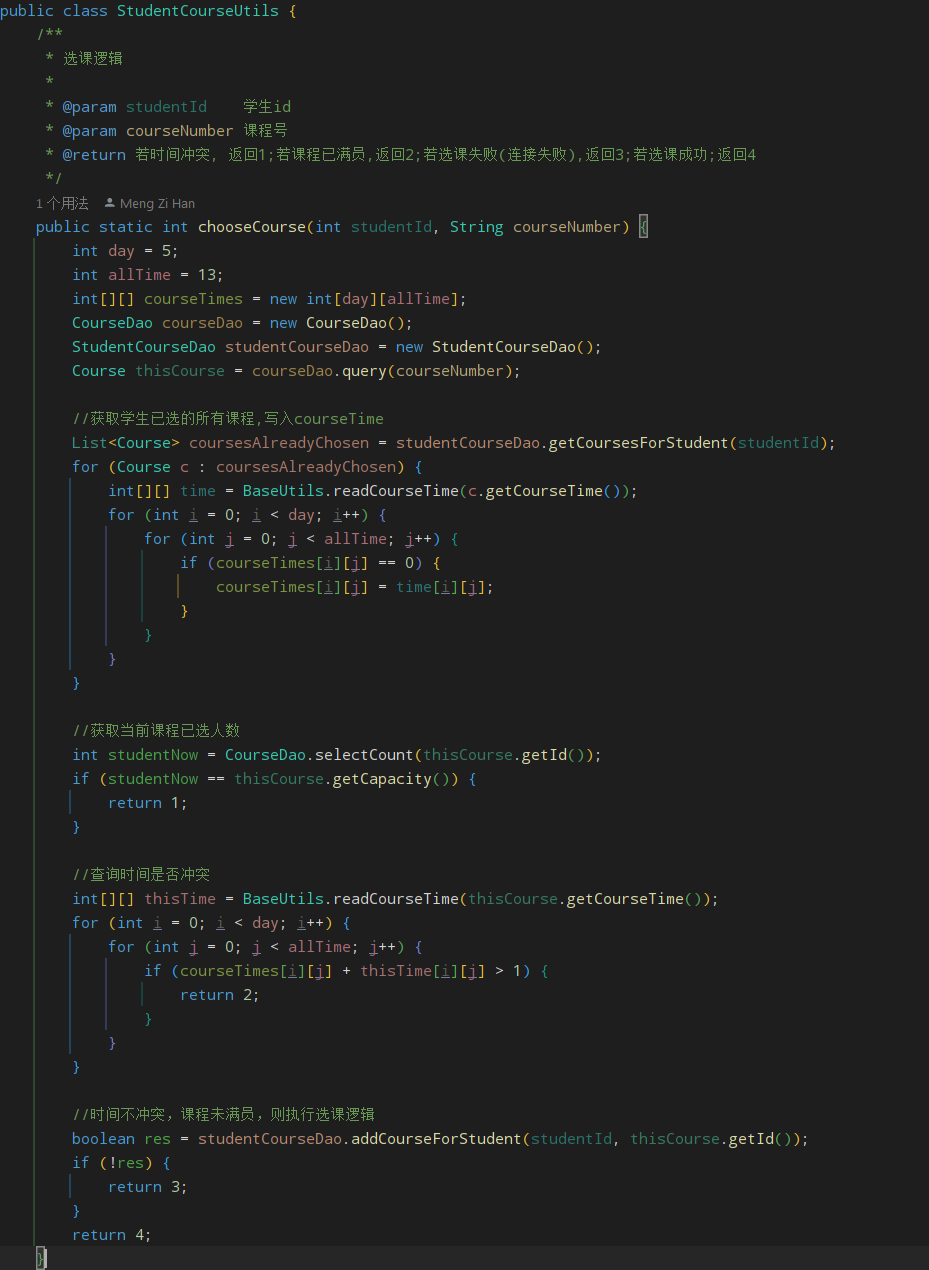 public class StudentCourseUtils {
    /**
     * 选课逻辑
     *
     * @param studentId    学生id
     * @param courseNumber 课程号
     * @return 若时间冲突, 返回1;若课程已满员,返回2;若选课失败(连接失败),返回3;若选课成功;返回4
     */
    1 个用法  Meng Zi Han
    public static int chooseCourse(int studentId, String courseNumber) {
        int day = 5;
        int allTime = 13;
        int[][] courseTimes = new int[day][allTime];
        CourseDao courseDao = new CourseDao();
        StudentCourseDao studentCourseDao = new StudentCourseDao();
        Course thisCourse = courseDao.query(courseNumber);

        //获取学生已选的所有课程,写入courseTime
        List<Course> coursesAlreadyChosen = studentCourseDao.getCoursesForStudent(studentId);
        for (Course c : coursesAlreadyChosen) {
            int[][] time = BaseUtils.readCourseTime(c.getCourseTime());
            for (int i = 0; i < day; i++) {
                for (int j = 0; j < allTime; j++) {
                    if (courseTimes[i][j] == 0) {
                        courseTimes[i][j] = time[i][j];
                    }
                }
            }
        }

        //获取当前课程已选人数
        int studentNow = CourseDao.selectCount(thisCourse.getId());
        if (studentNow == thisCourse.getCapacity()) {
            return 1;
        }

        //查询时间是否冲突
        int[][] thisTime = BaseUtils.readCourseTime(thisCourse.getCourseTime());
        for (int i = 0; i < day; i++) {
            for (int j = 0; j < allTime; j++) {
                if (courseTimes[i][j] + thisTime[i][j] > 1) {
                    return 2;
                }
            }
        }

        //时间不冲突，课程未满员，则执行选课逻辑
        boolean res = studentCourseDao.addCourseForStudent(studentId, thisCourse.getId());
        if (!res) {
            return 3;
        }
        return 4;
    }